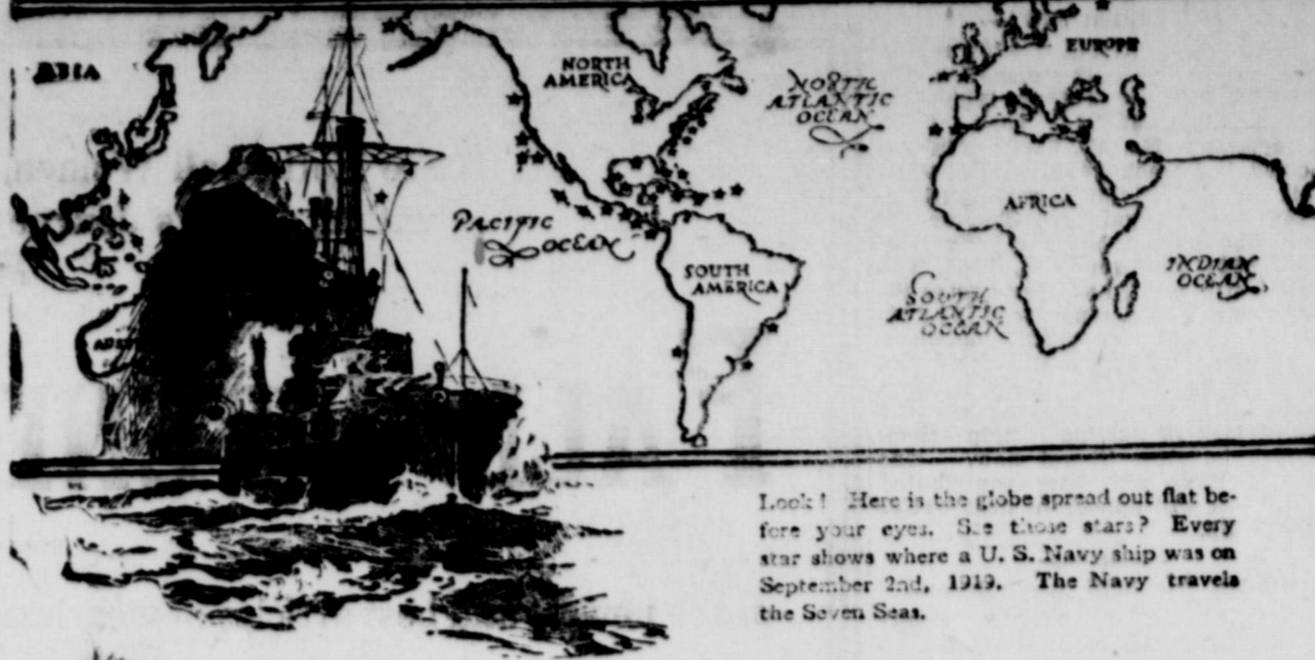 ASIA
NORTH
AMERICA
NORTH
ATLANTIC
OCEAN
EUROPE
PACIFIC
OCEAN
AFRICA
SOUTH
AMERICA
SOUTH
ATLANTIC
OCEAN
INDIAN
OCEAN
Look! Here is the globe spread out flat be-
fore your eyes. See those stars? Every
star shows where a U. S. Navy ship was on
September 2nd, 1919. The Navy travels
the Seven Seas.